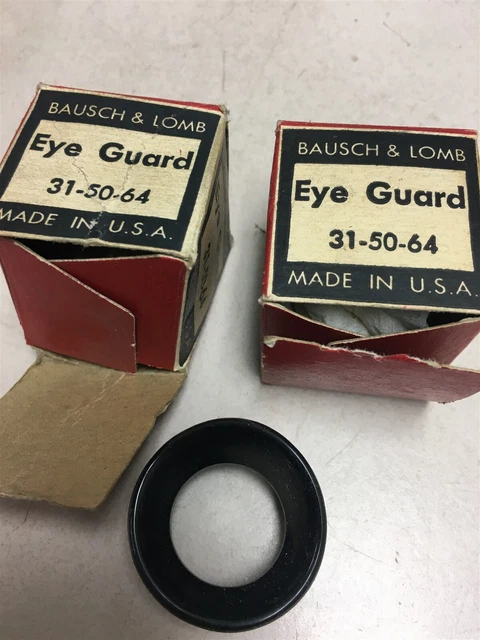 BAUSCH & LOMB
Eye Guard
31-50-64
MADE IN U.S.A.
BAUSCH & LOMB
Eye Guard
31-50-64
MADE IN U.S.A.